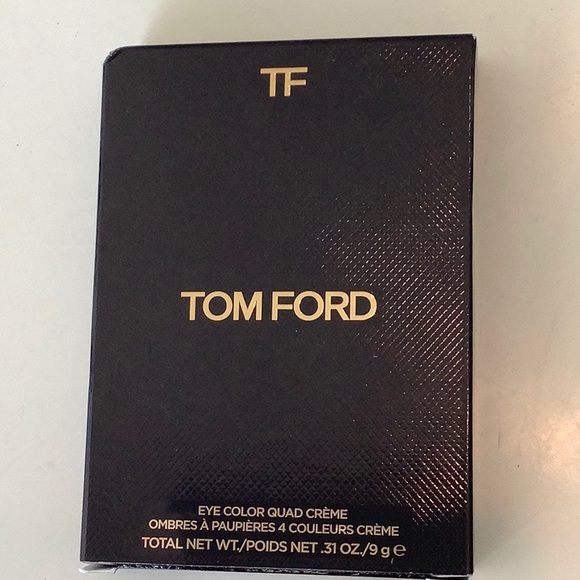 TF
TOM FORD
EYE COLOR QUAD CRÈME
OMBRES À PAUPIÈRES 4 COULEURS CRÈME
TOTAL NET WT./POIDS NET .31 OZ./9 g ℮